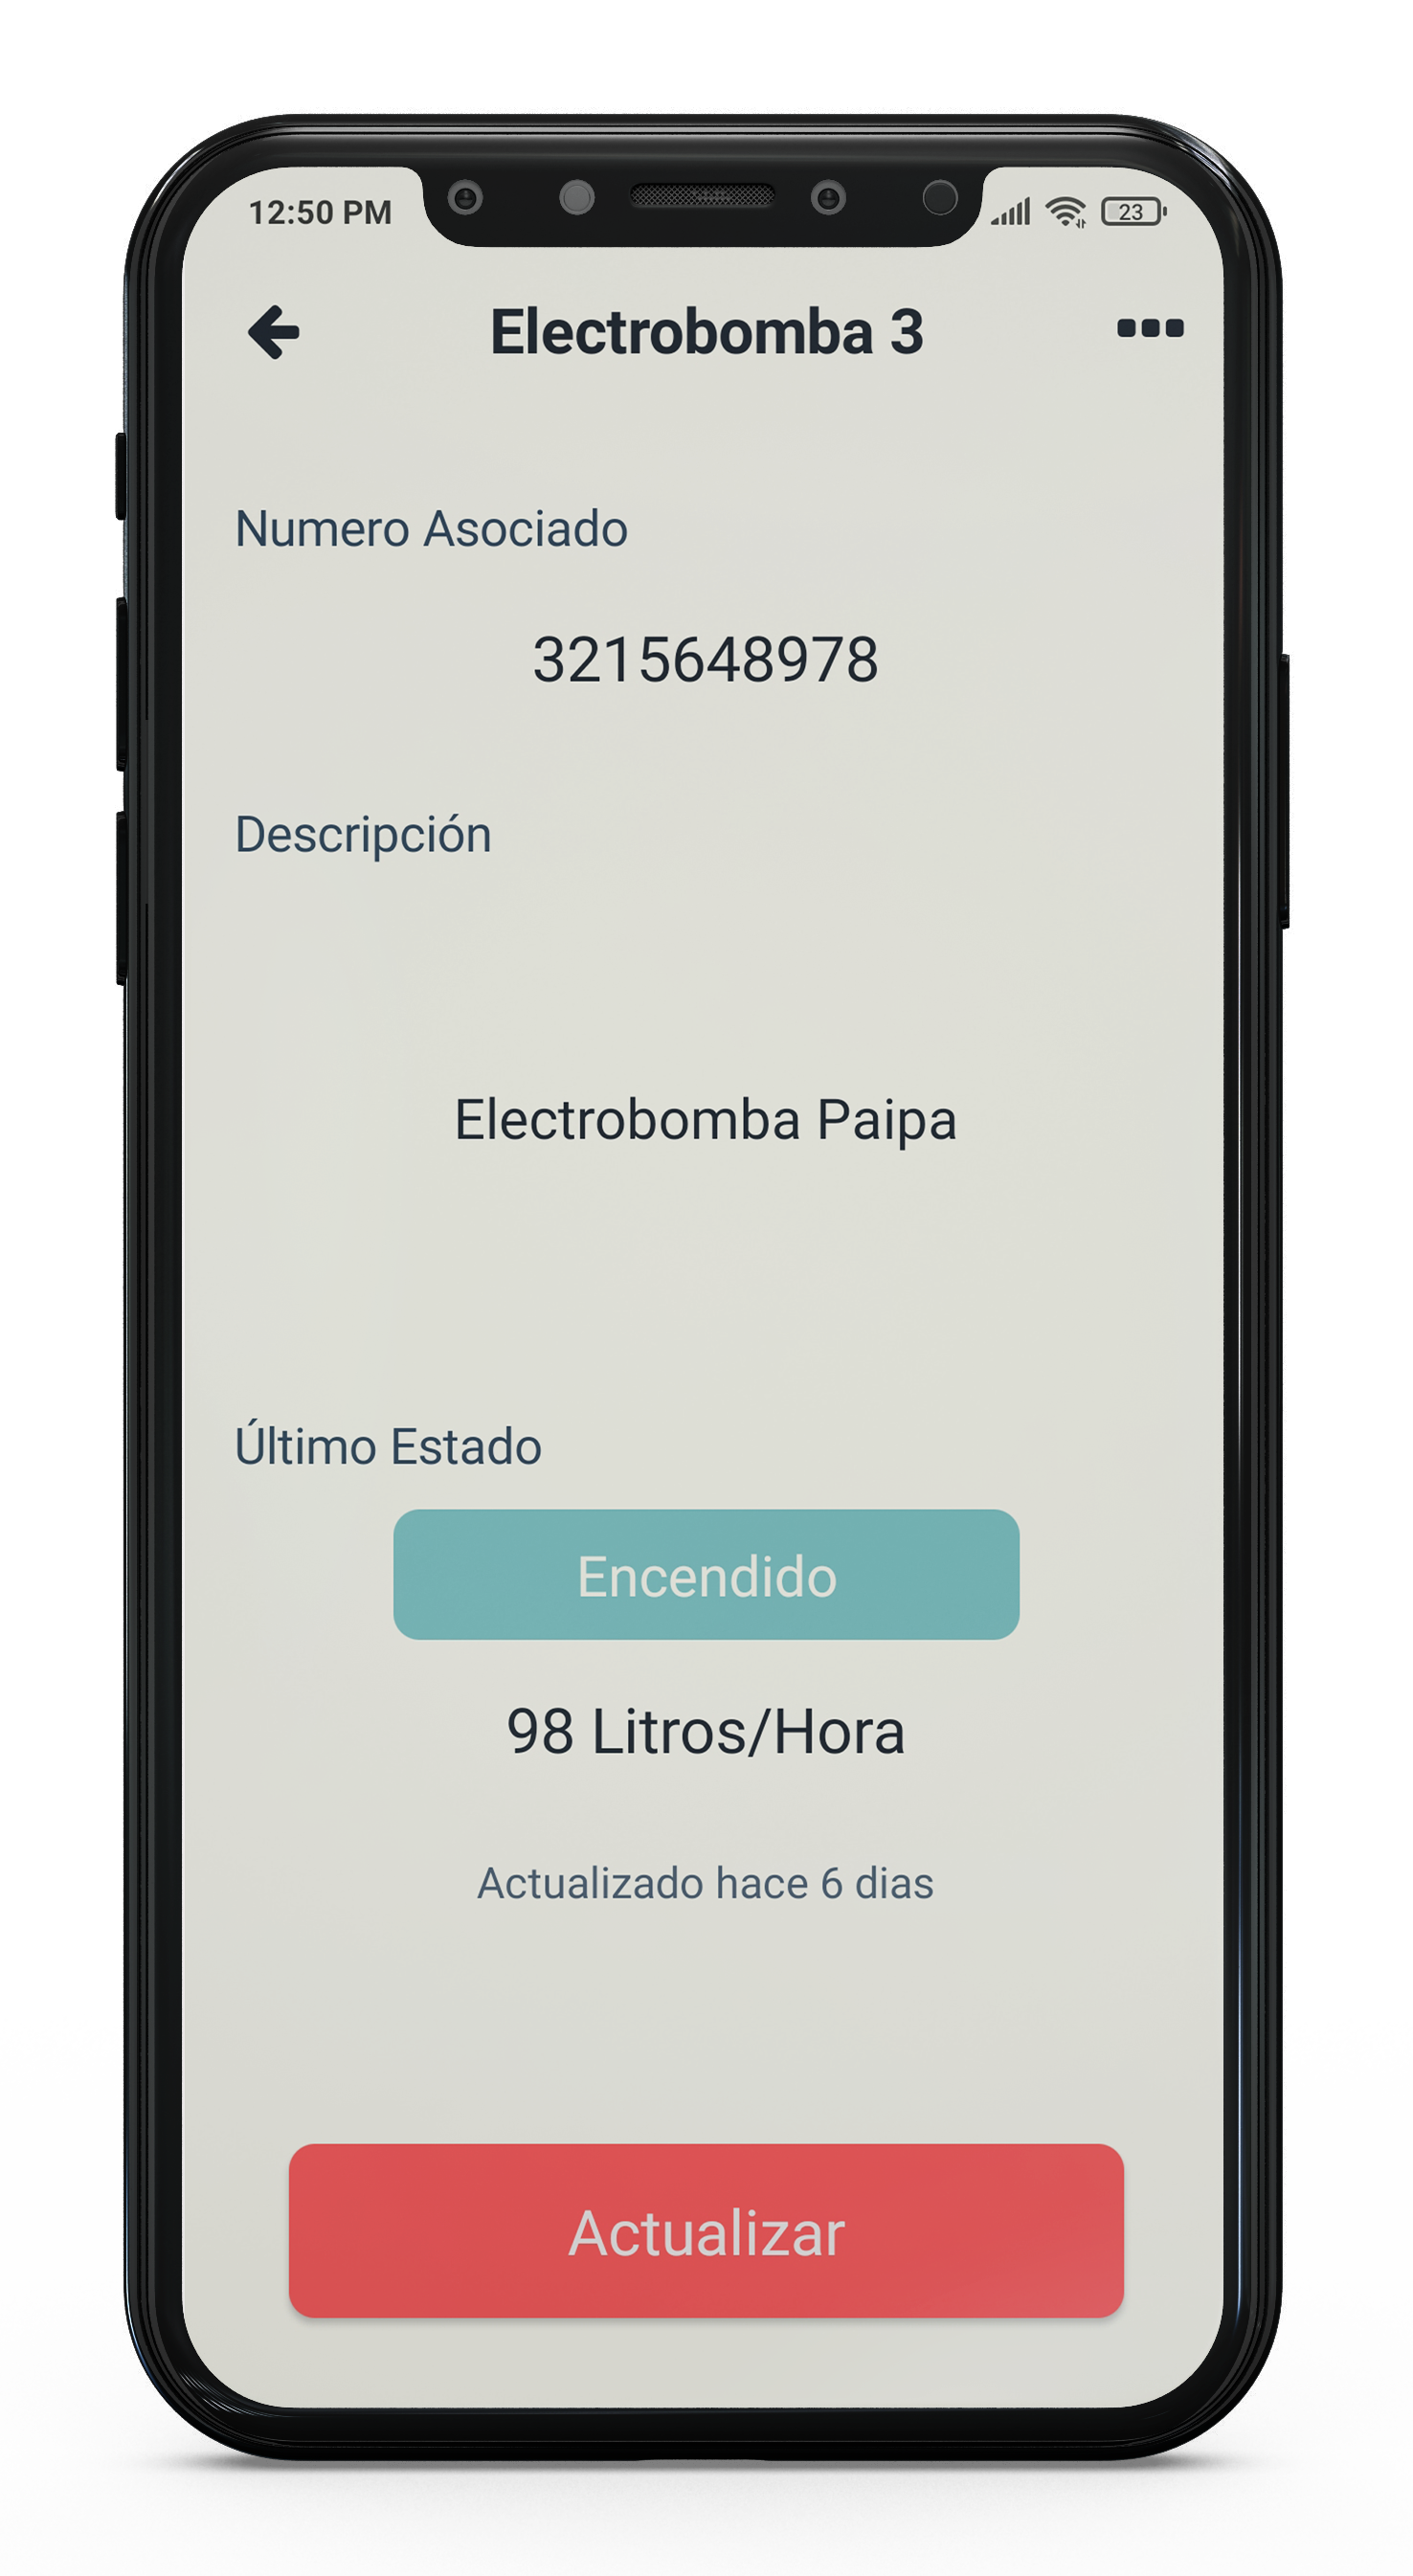 12:50 PM
23
Electrobomba 3
Numero Asociado
3215648978
Descripción
Electrobomba Paipa
Último Estado
Encendido
98 Litros/Hora
Actualizado hace 6 dias
Actualizar